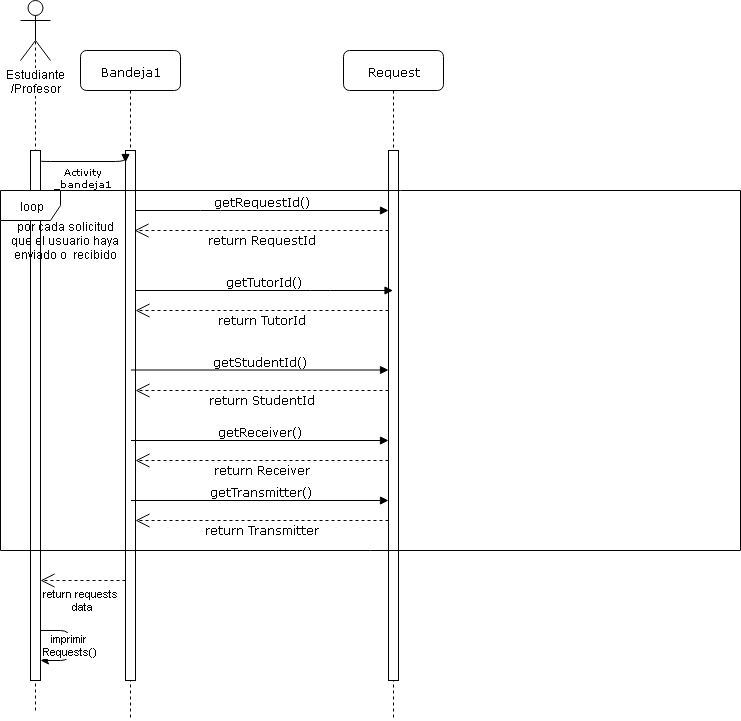 Estudiante
/Profesor
Bandeja1
Request
Activity
_bandeja1
loop
por cada solicitud
que el usuario haya
enviado o recibido
getRequestId()
return RequestId
getTutorId()
return TutorId
getStudentId()
return StudentId
getReceiver()
return Receiver
getTransmitter()
return Transmitter
return requests
data
imprimir
Requests()